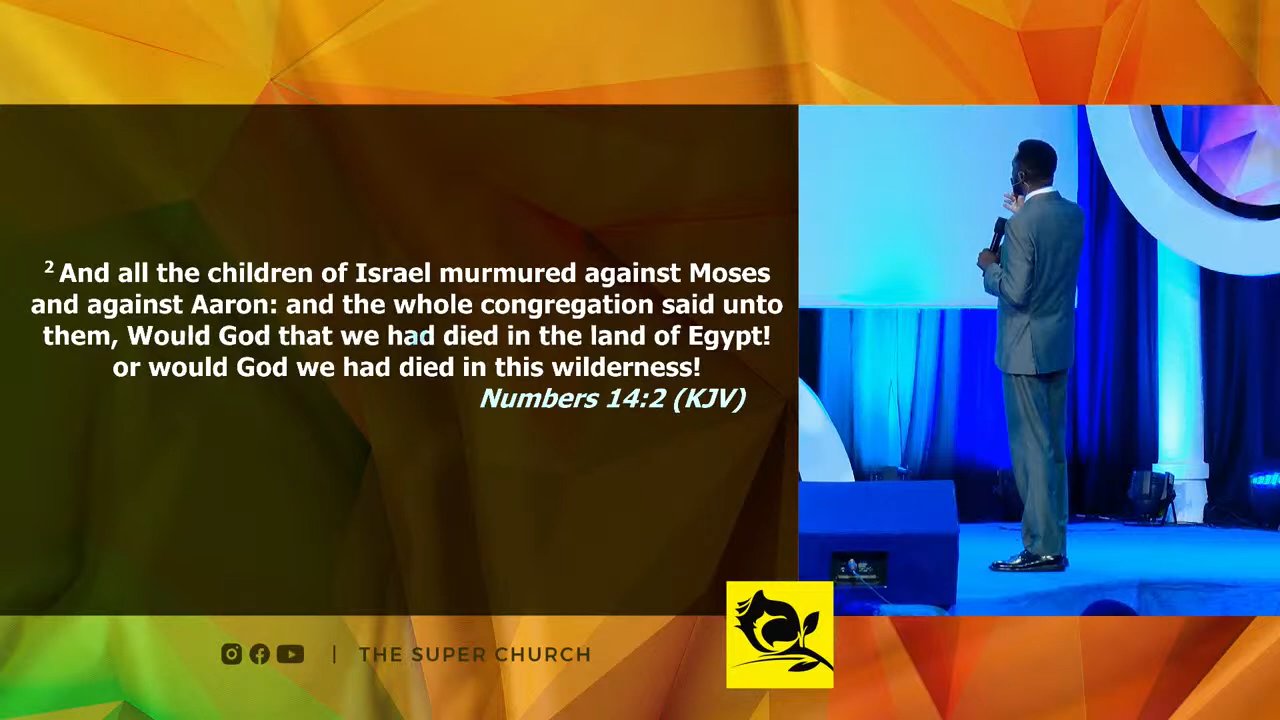 2 And all the children of Israel murmured against Moses
and against Aaron: and the whole congregation said unto
them, Would God that we had died in the land of Egypt!
or would God we had died in this wilderness!
Numbers 14:2 (KJV)
| THE SUPER CHURCH